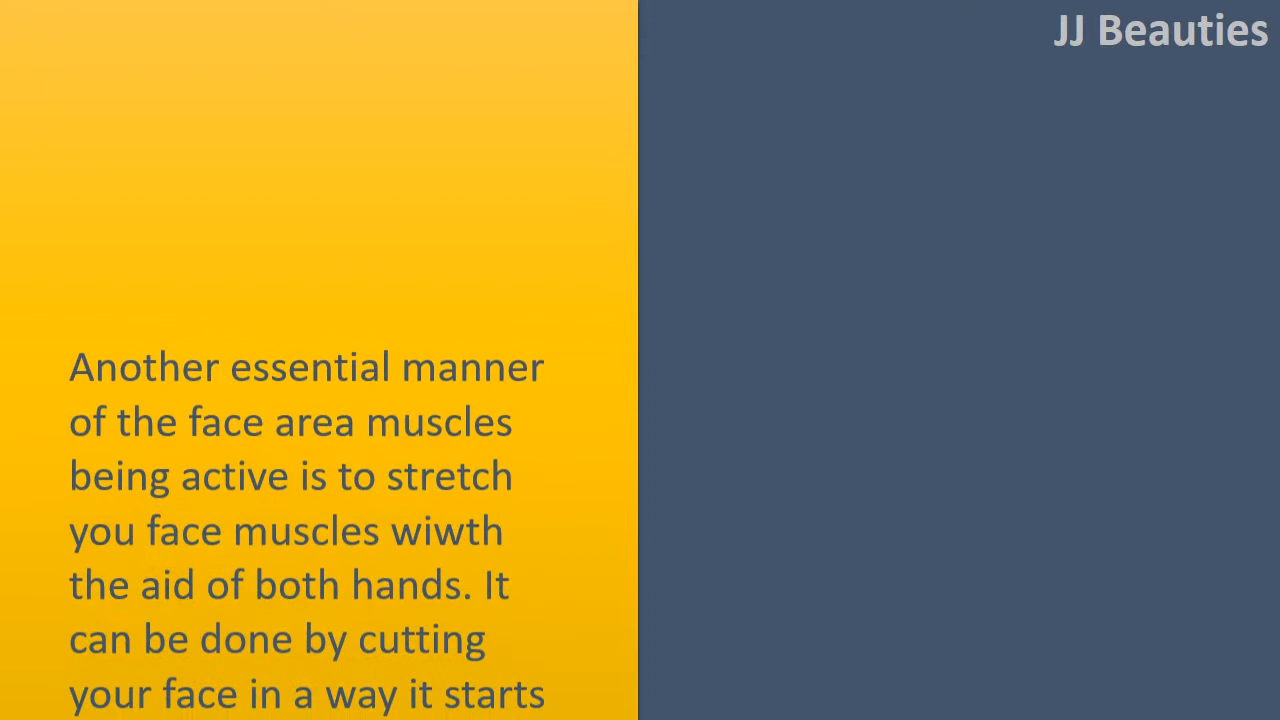 JJ Beauties
Another essential manner
of the face area muscles
being active is to stretch
you face muscles wiwth
the aid of both hands. It
can be done by cutting
your face in a way it starts